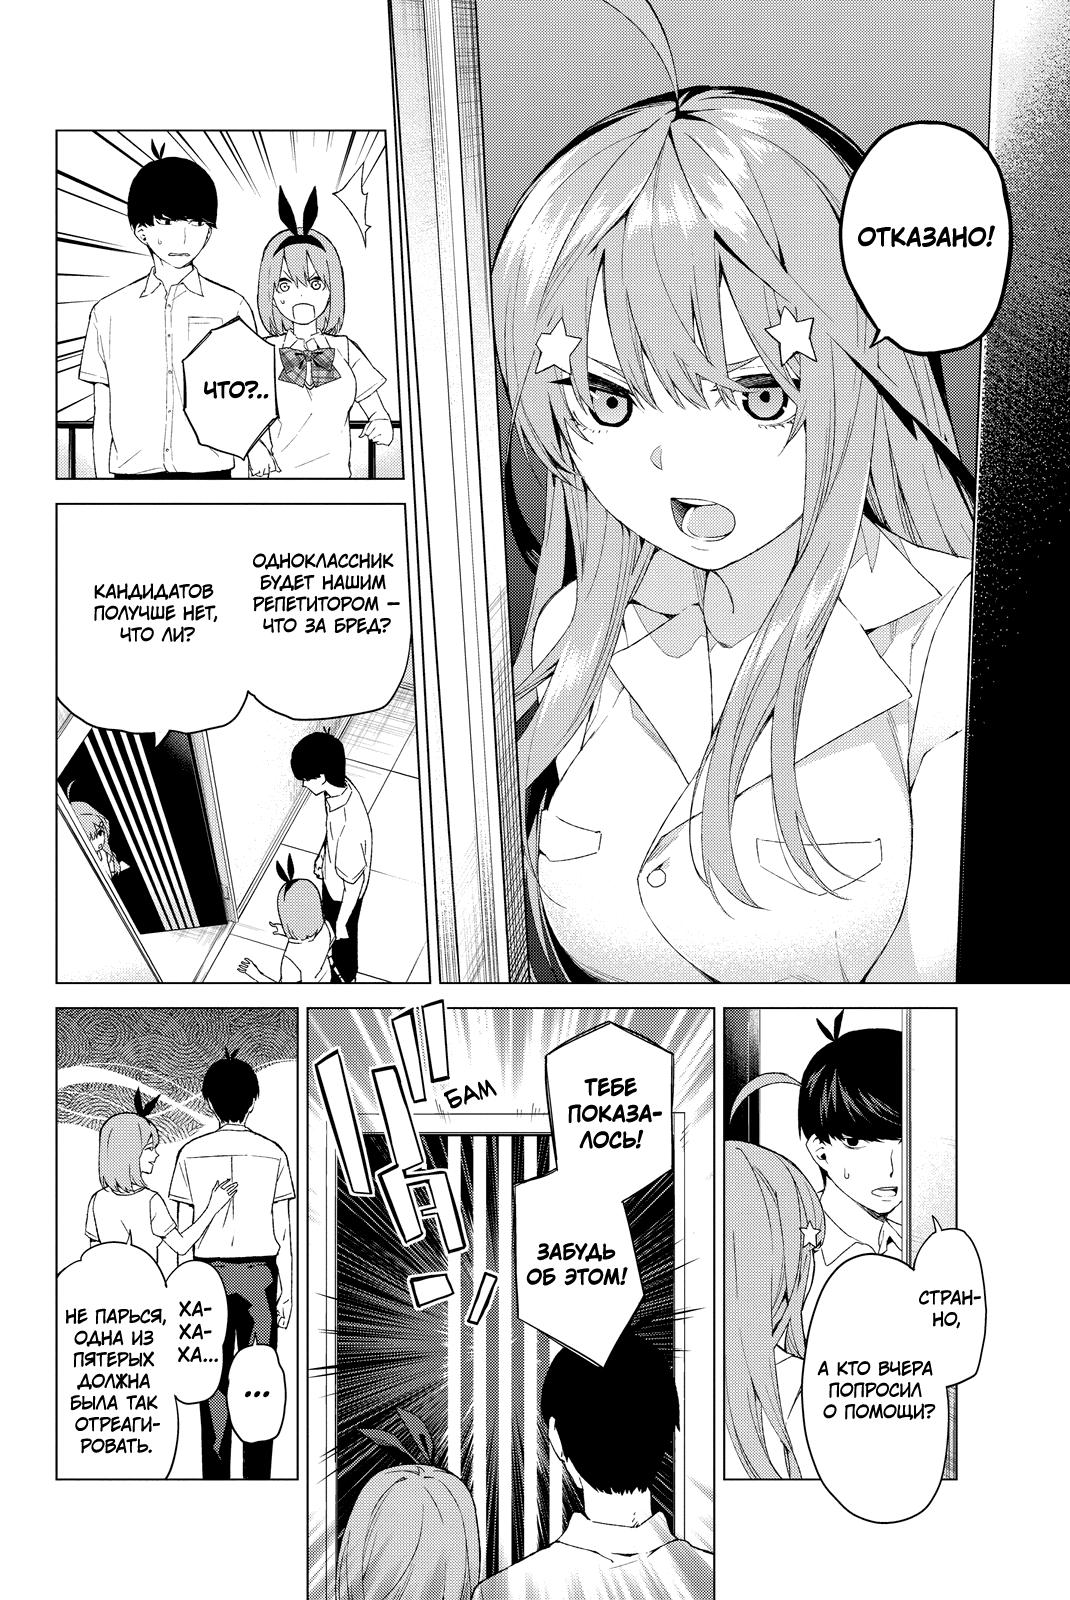 ОТКАЗАНО!
ЧТО?..
ОДНОКЛАССНИК
БУДЕТ НАШИМ
РЕПЕТИТОРОМ –
ЧТО ЗА БРЕД?
КАНДИДАТОВ
ПОЛУЧШЕ НЕТ,
ЧТО ЛИ?
СТРАН-
НО,
А КТО ВЧЕРА
ПОПРОСИЛ
О ПОМОЩИ?
ТЕБЕ
ПОКАЗА-
ЛОСЬ!
ЗАБУДЬ
ОБ ЭТОМ!
БАМ
...
ХА-
ХА-
ХА...
НЕ ПАРЬСЯ,
ОДНА ИЗ
ПЯТЕРЫХ
ДОЛЖНА
БЫЛА ТАК
ОТРЕАГИ-
РОВАТЬ.